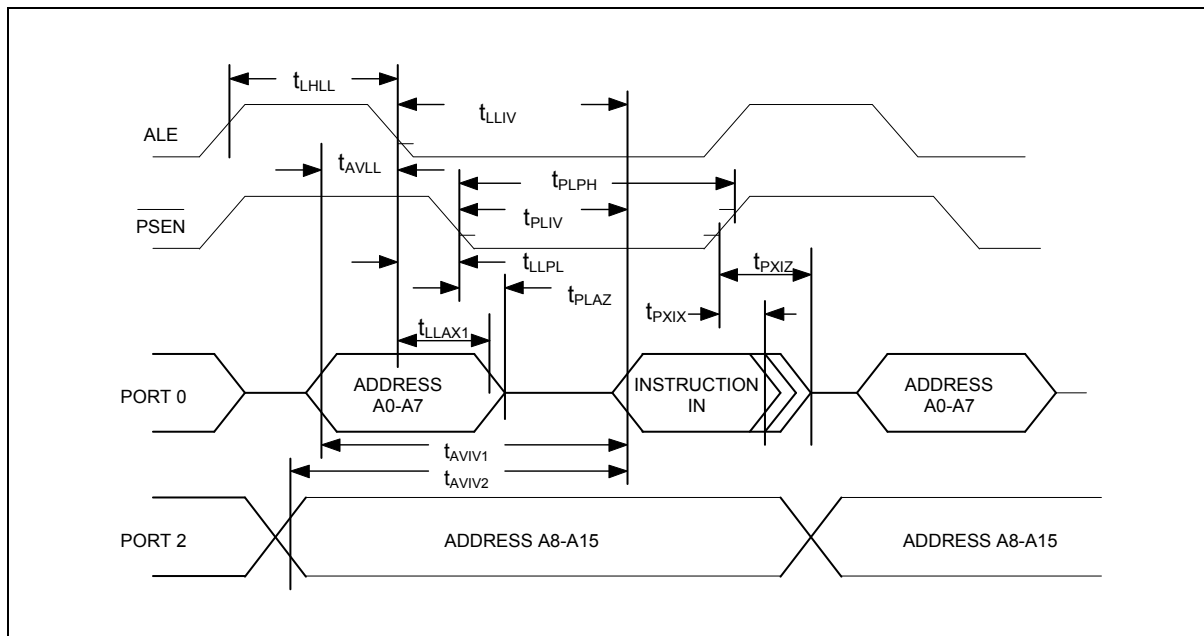 tLHLL
tLLIV
ALE
tAVLL
tPLPH
PSEN
tPLIV
tLLPL
tPXIZ
tPLAZ
tPXIX
tLLAX1
PORT 0
ADDRESS
A0-A7
INSTRUCTION
IN
ADDRESS
A0-A7
tAVIV1
tAVIV2
PORT 2
ADDRESS A8-A15
ADDRESS A8-A15